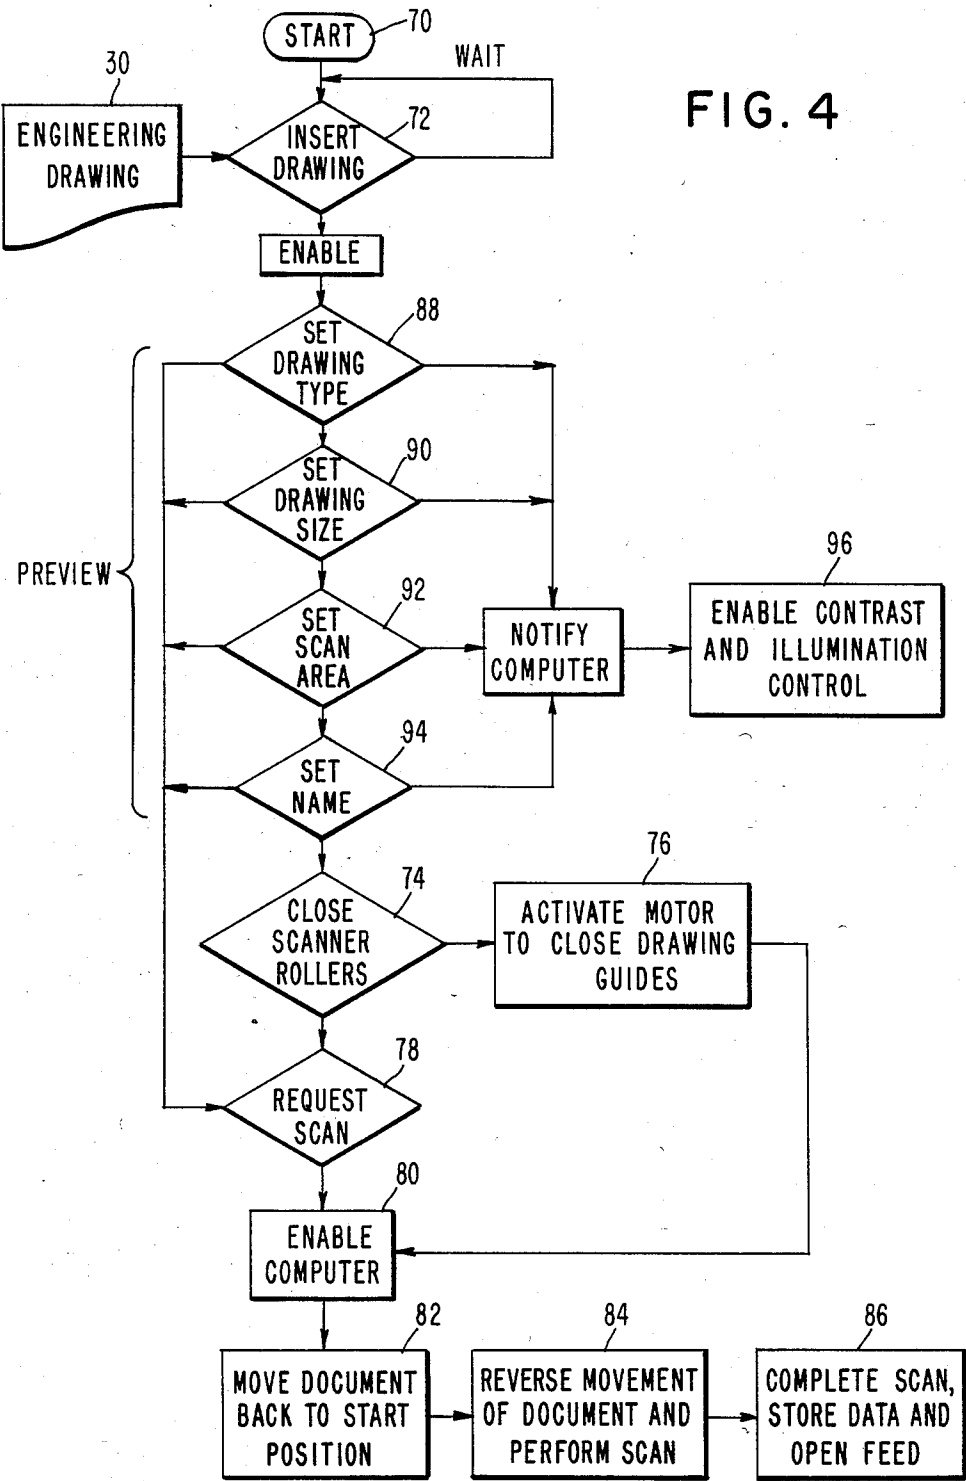 START
70
WAIT
30
FIG. 4
ENGINEERING
DRAWING
72
INSERT
DRAWING
ENABLE
88
SET
DRAWING
TYPE
90
SET
DRAWING
SIZE
PREVIEW
92
SET
SCAN
AREA
NOTIFY
COMPUTER
96
ENABLE CONTRAST
AND ILLUMINATION
CONTROL
94
SET
NAME
74
CLOSE
SCANNER
ROLLERS
76
ACTIVATE MOTOR
TO CLOSE DRAWING
GUIDES
78
REQUEST
SCAN
80
ENABLE
COMPUTER
82
MOVE DOCUMENT
BACK TO START
POSITION
84
REVERSE MOVEMENT
OF DOCUMENT AND
PERFORM SCAN
86
COMPLETE SCAN,
STORE DATA AND
OPEN FEED